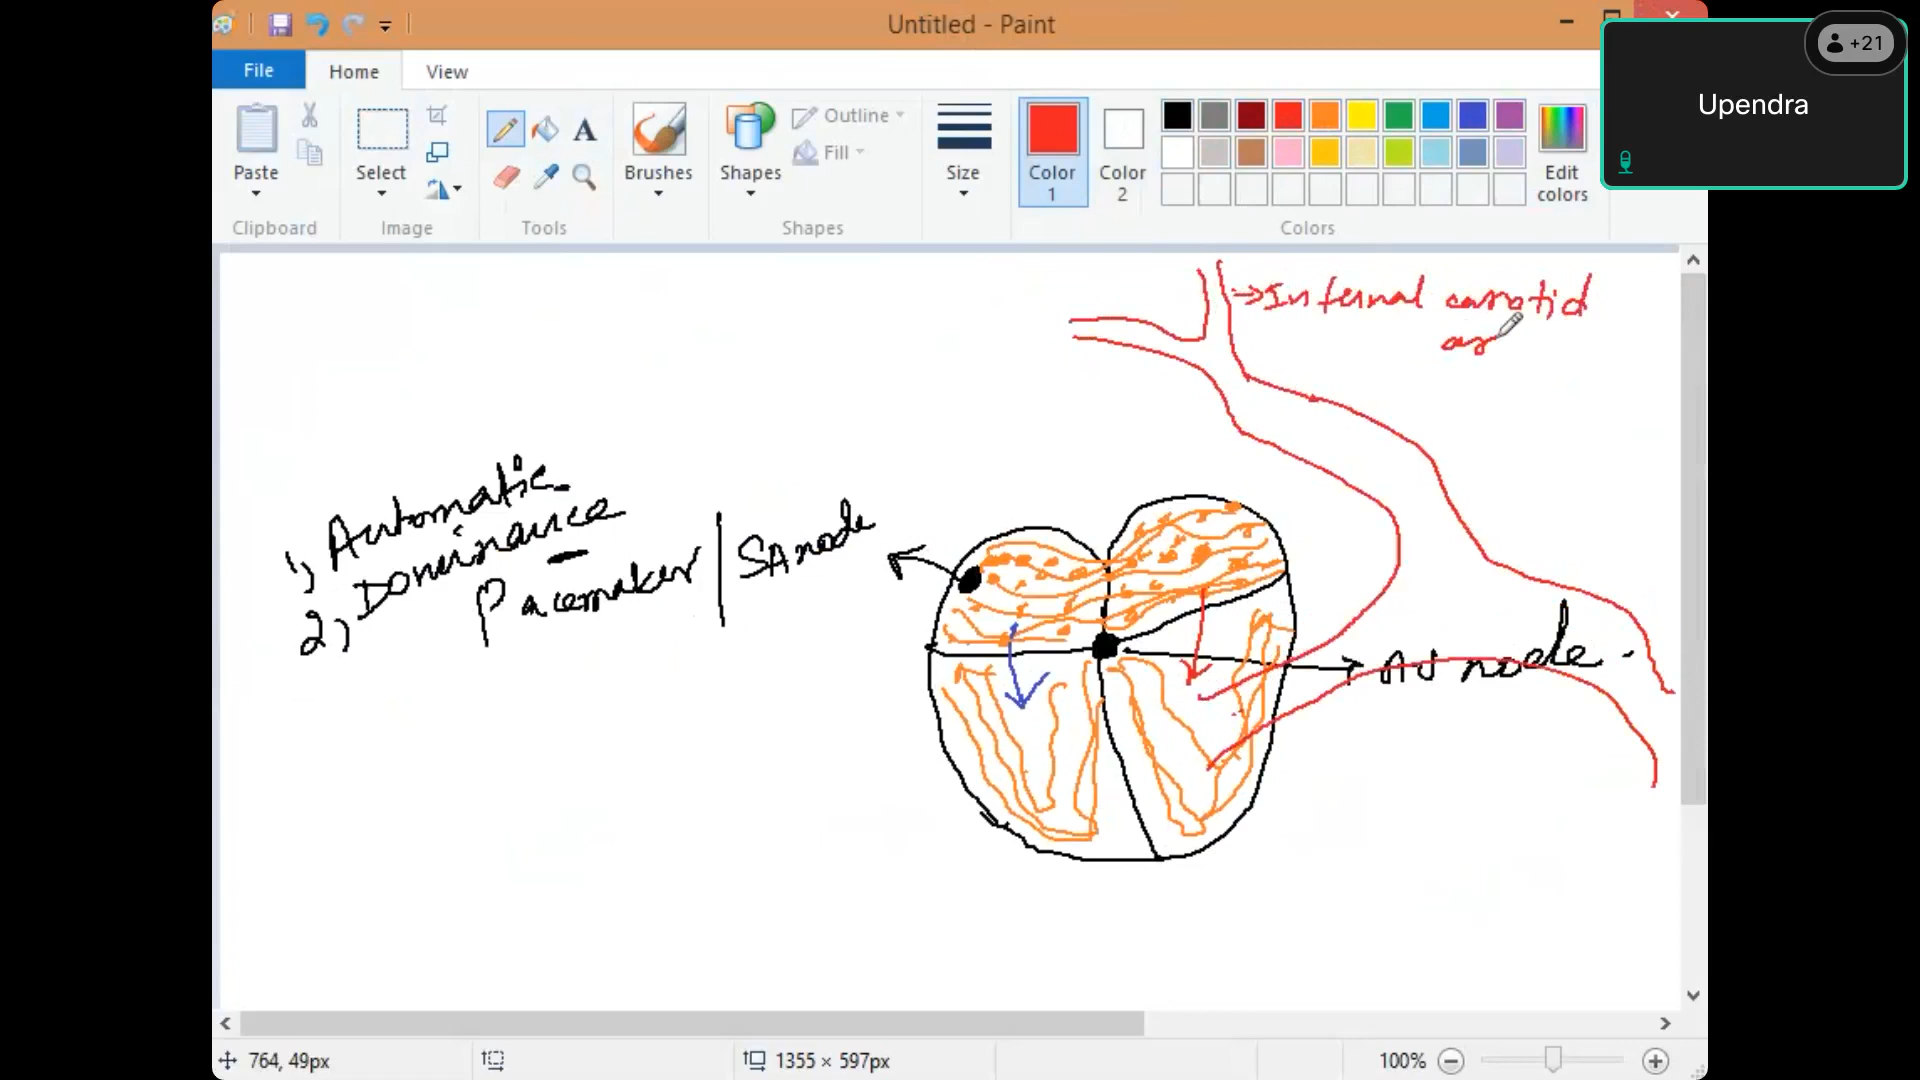 Untitled - Paint
+21
Upendra
File Home View
Paste
Select
Brushes
Shapes
Outline
Fill
Size
Color 1
Color 2
Edit colors
Clipboard Image Tools Shapes Colors
→ Internal carotid
ar
1) Automatic
2) Dominance
Pacemaker / SA node
AV node.
764, 49px
1355 × 597px
100%